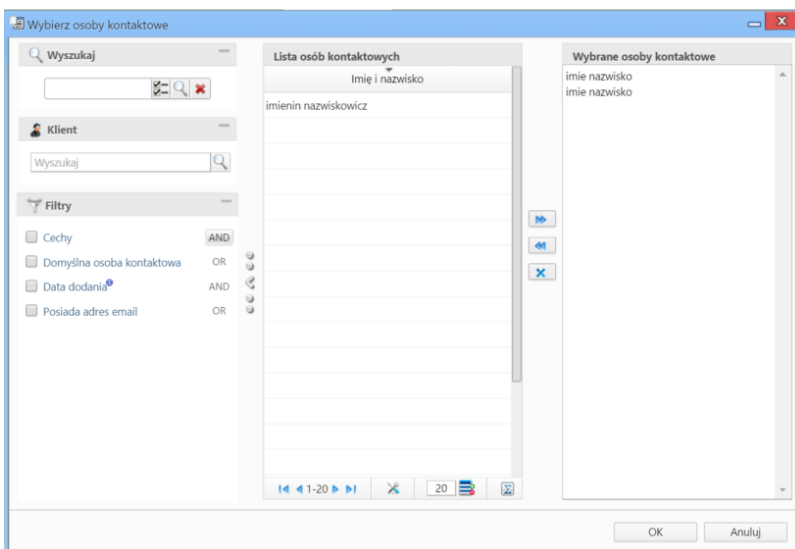 Wybierz osoby kontaktowe
Wyszukaj
Klient
Wyszukaj
Filtry
Cechy AND
Domyślna osoba kontaktowa OR
Data dodania AND
Posiada adres email OR
Lista osób kontaktowych
Imię i nazwisko
imienin nazwiskowicz
1-20
20
Wybrane osoby kontaktowe
imie nazwisko
imie nazwisko
OK Anuluj